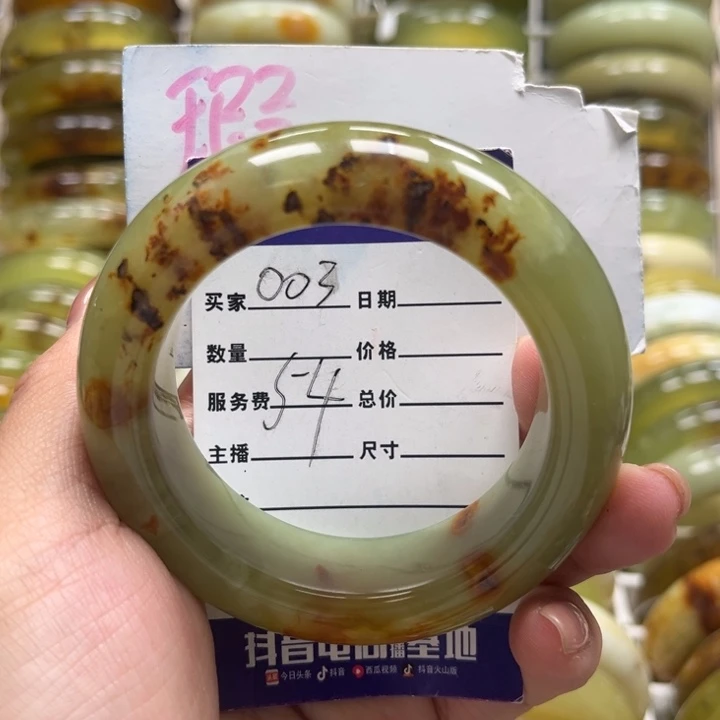 瑕
买家 003 日期
数量 价格
服务费 54 总价
主播 尺寸
抖音电商直播基地
今日头条 抖音 西瓜视频 抖音火山版